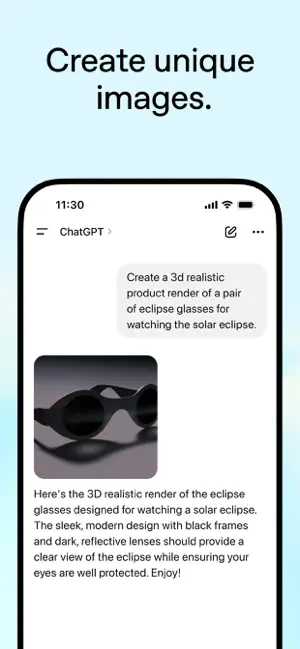 Create unique
images.
11:30
ChatGPT
Create a 3d realistic
product render of a pair
of eclipse glasses for
watching the solar eclipse.
Here's the 3D realistic render of the eclipse
glasses designed for watching a solar eclipse.
The sleek, modern design with black frames
and dark, reflective lenses should provide a
clear view of the eclipse while ensuring your
eyes are well protected. Enjoy!